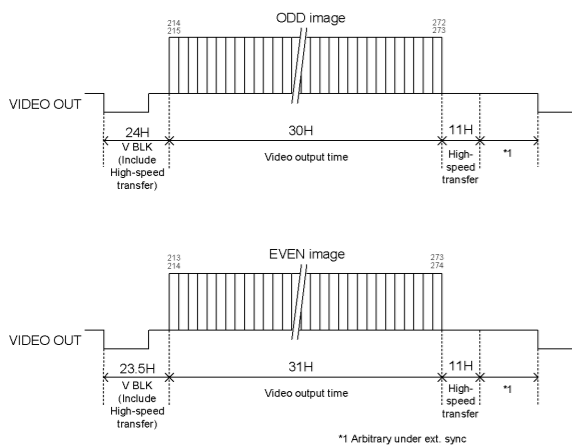 ODD image
214
215
272
273
VIDEO OUT
24H
30H
11H
V BLK
(Include
High-speed
transfer)
Video output time
High-
speed
transfer
*1
EVEN image
213
214
273
274
VIDEO OUT
23.5H
31H
11H
V BLK
(Include
High-speed
transfer)
Video output time
High-
speed
transfer
*1
*1 Arbitrary under ext. sync